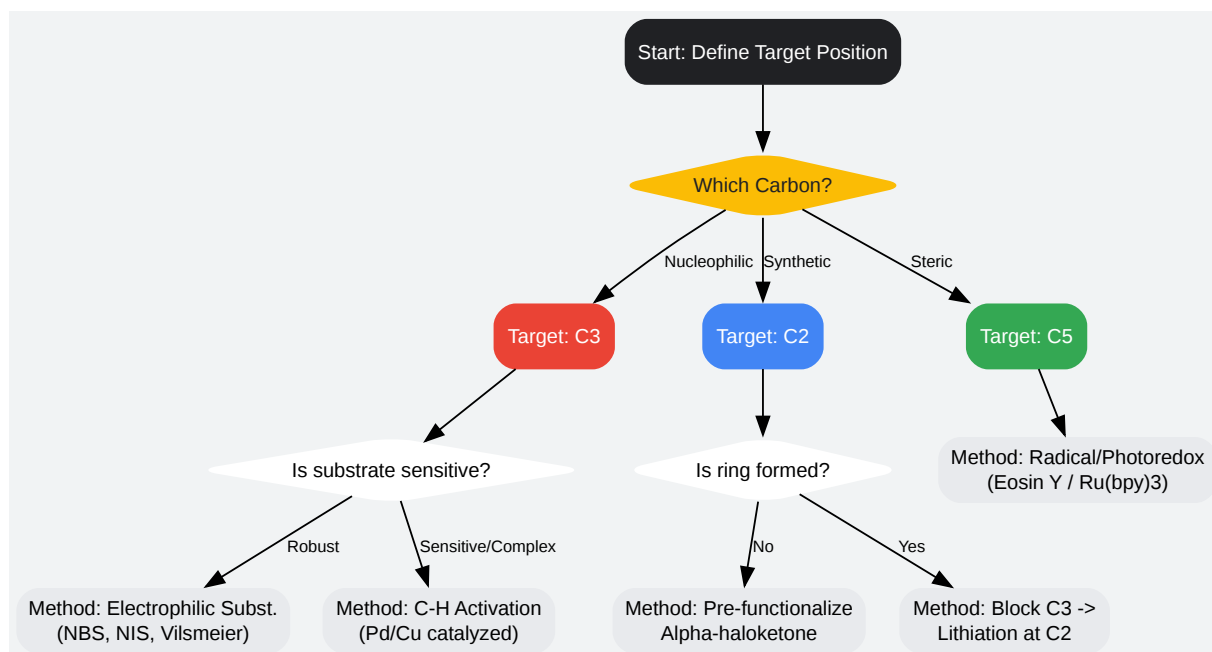 Start: Define Target Position
Which Carbon?
Nucleophilic
Synthetic
Steric
Target: C3
Target: C2
Target: C5
Is substrate sensitive?
Is ring formed?
Method: Radical/Photoredox
(Eosin Y / Ru(bpy)3)
Robust
Sensitive/Complex
No
Yes
Method: Electrophilic Subst.
(NBS, NIS, Vilsmeier)
Method: C-H Activation
(Pd/Cu catalyzed)
Method: Pre-functionalize
Alpha-haloketone
Method: Block C3 ->
Lithiation at C2